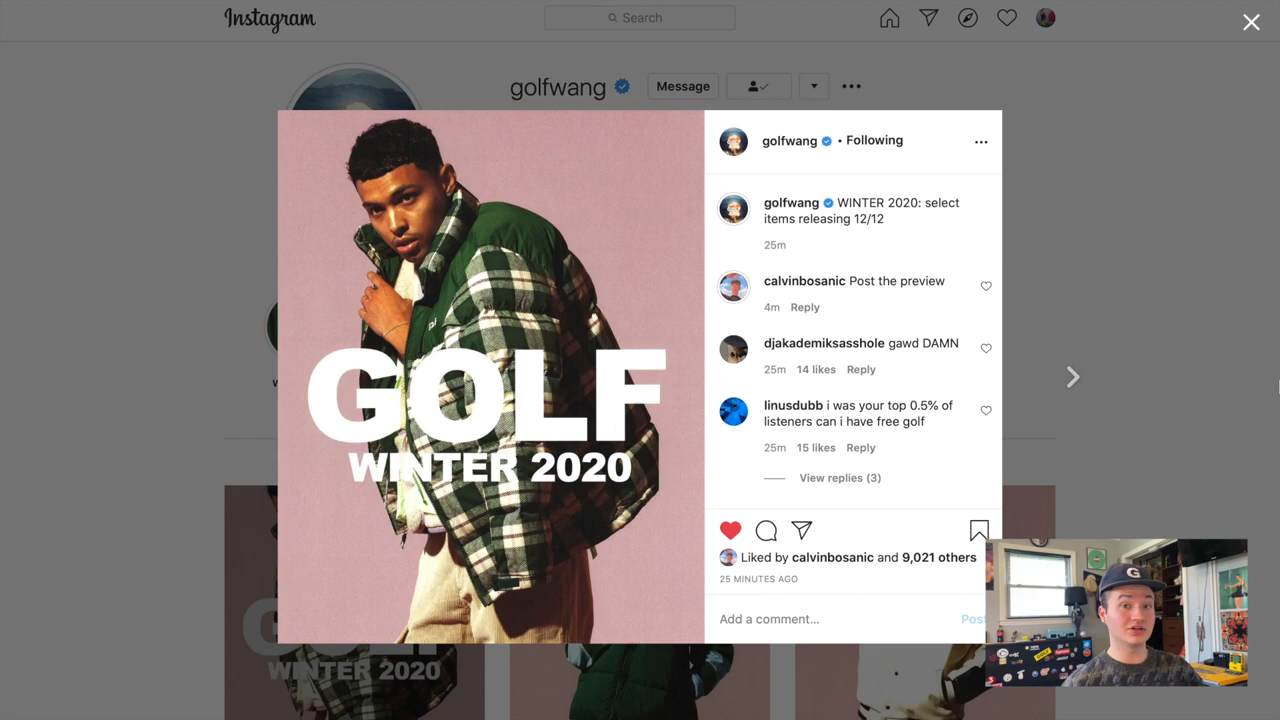 Instagram
Search
golfwang
Message
golfwang • Following
golfwang WINTER 2020: select
items releasing 12/12
25m
calvinbosanic Post the preview
4m Reply
djakademiksasshole gawd DAMN
25m 14 likes Reply
linusdubb i was your top 0.5% of
listeners can i have free golf
25m 15 likes Reply
View replies (3)
Liked by calvinbosanic and 9,021 others
25 MINUTES AGO
Add a comment...
GOLF
WINTER 2020
WINTER 2020
G
GOLF
Supreme